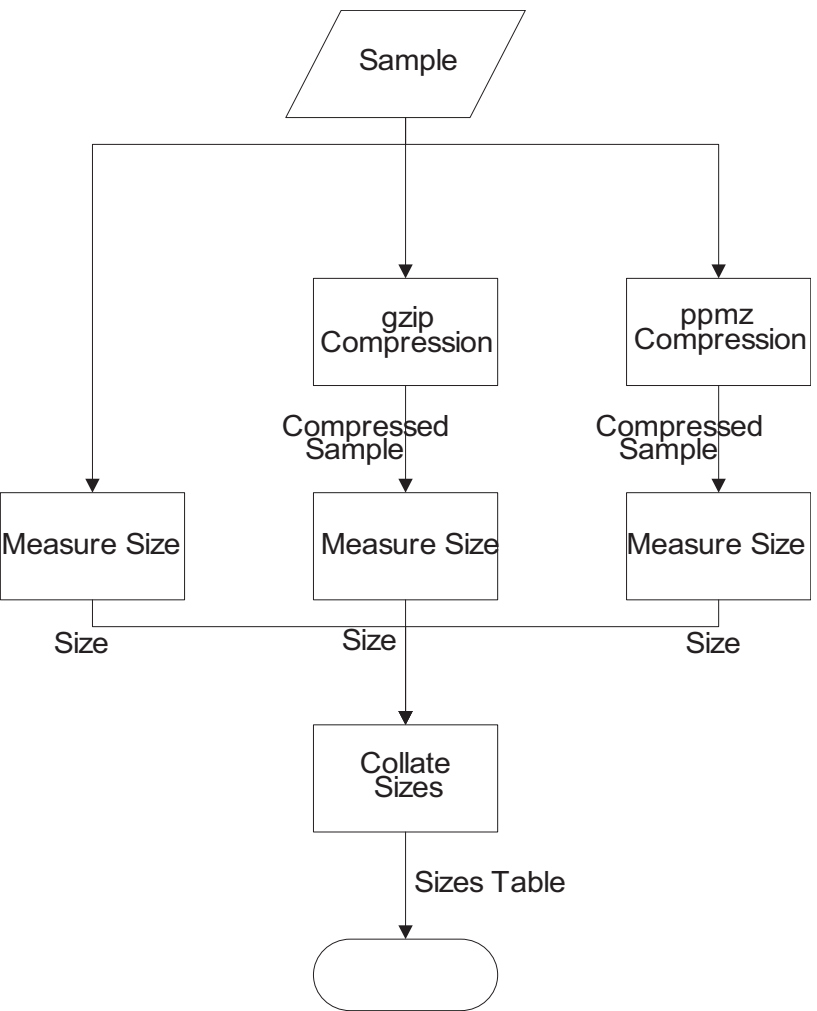 Sample
gzip
Compression
ppmz
Compression
Compressed
Sample
Compressed
Sample
Measure Size
Measure Size
Measure Size
Size
Size
Size
Collate
Sizes
Sizes Table